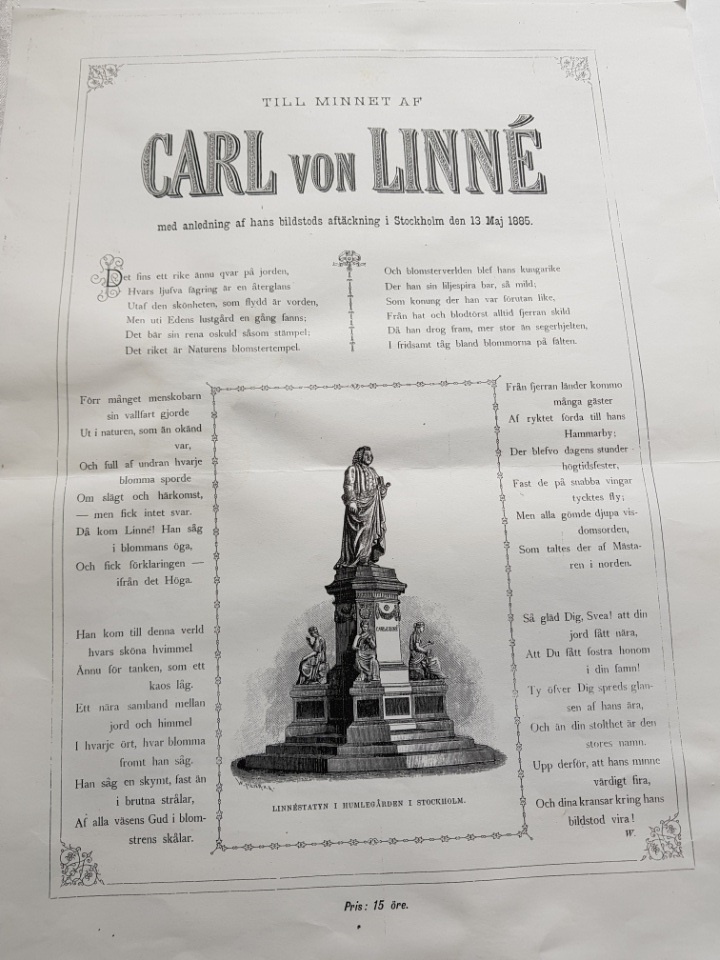 TILL MINNET AF
CARL VON LINNÉ
med anledning af hans bildstods aftäckning i Stockholm den 13 Maj 1885.
Det fins ett rike ännu qvar på jorden,
Hvars ljufva fägring är en återglans
Utaf den skönheten, som flydd är vorden,
Men uti Edens lustgård en gång fanns;
Det bär sin rena oskuld såsom stämpel;
Det riket är Naturens blomstertempel.
Och blomsterverlden blef hans kungarike
Der han sin liljespira bar, så mild;
Som konung der han var förutan like,
Från hat och blodtörst alltid fjerran skild
Då han drog fram, mer stor än segerhjelten,
I fridsamt tåg bland blommorna på fälten.
Förr månget menskobarn
sin vallfart gjorde
Ut i naturen, som än okänd
var,
Och full af undran hvarje
blomma sporde
Om slägt och härkomst,
— men fick intet svar.
Då kom Linné! Han såg
i blommans öga,
Och fick förklaringen —
ifrån det Höga.
Han kom till denna verld
hvars sköna hvimmel
Ännu för tanken, som ett
kaos låg.
Ett nära samband mellan
jord och himmel
I hvarje ört, hvar blomma
fromt han såg.
Han såg en skymt, fast än
i brutna strålar,
Af alla väsens Gud i blom-
strens skålar.
Från fjerran länder kommo
många gäster
Af ryktet förda till hans
Hammarby;
Der blefvo dagens stunder
högtidsfester,
Fast de på snabba vingar
tycktes fly;
Men alla gömde djupa vis-
domsorden,
Som taltes der af Mästa-
ren i norden.
Så gläd Dig, Svea! att din
jord fått nära,
Att Du fått fostra honom
i din famn!
Ty öfver Dig spreds glan-
sen af hans ära,
Och än din stolthet är den
stores namn.
Upp derför, att hans minne
värdigt fira,
Och dina kransar kring hans
bildstod vira!
W.
CARL v. LINNÉ
LINNÉSTATYN I HUMLEGÅRDEN I STOCKHOLM.
Pris: 15 öre.